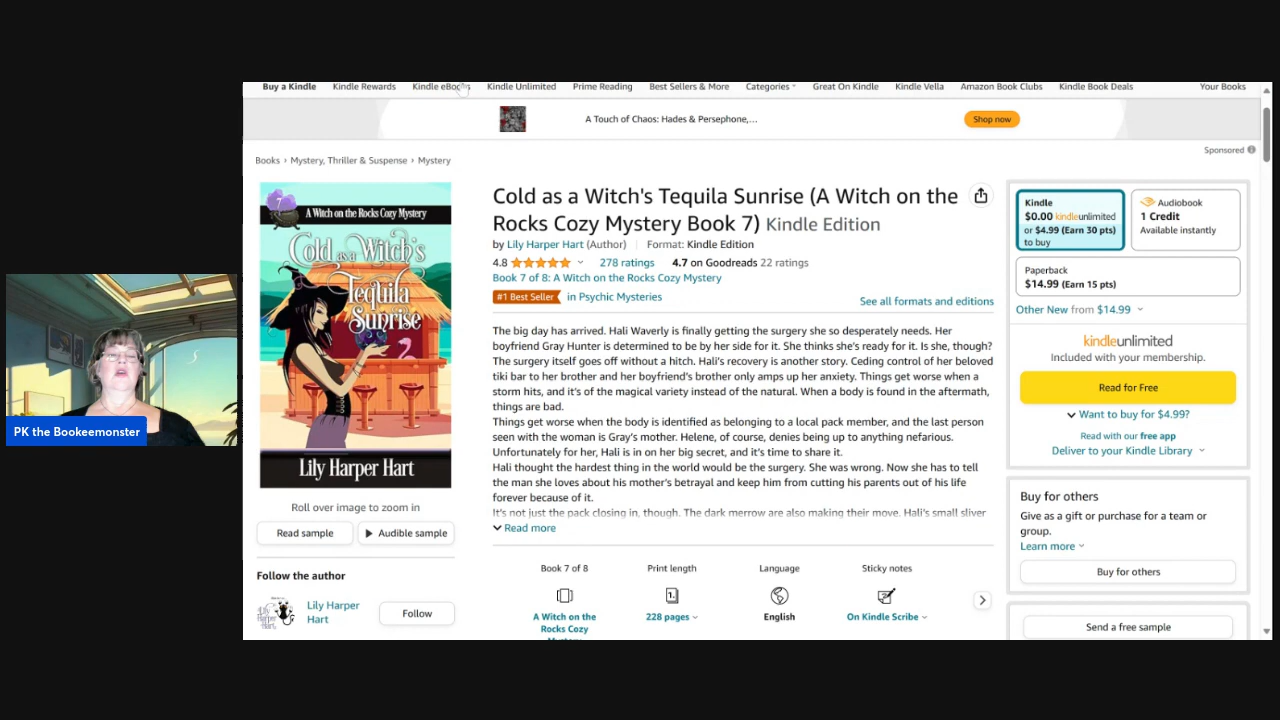 Buy a Kindle Kindle Rewards Kindle eBooks Kindle Unlimited Prime Reading Best Sellers & More Categories Great On Kindle Kindle Vella Amazon Book Clubs Kindle Book Deals Your Books
A Touch of Chaos: Hades & Persephone,...
Shop now
Sponsored
Books › Mystery, Thriller & Suspense › Mystery
7
A Witch on the Rocks Cozy Mystery
Cold as a Witch's
Tequila
Sunrise
Lily Harper Hart
Roll over image to zoom in
Read sample
Audible sample
Follow the author
Lily Harper
Hart
Follow
Cold as a Witch's Tequila Sunrise (A Witch on the
Rocks Cozy Mystery Book 7) Kindle Edition
by Lily Harper Hart (Author) Format: Kindle Edition
4.8 278 ratings 4.7 on Goodreads 22 ratings
Book 7 of 8: A Witch on the Rocks Cozy Mystery
#1 Best Seller in Psychic Mysteries
See all formats and editions
The big day has arrived. Hali Waverly is finally getting the surgery she so desperately needs. Her
boyfriend Gray Hunter is determined to be by her side for it. She thinks she's ready for it. Is she, though?
The surgery itself goes off without a hitch. Hali's recovery is another story. Ceding control of her beloved
tiki bar to her brother and her boyfriend's brother only amps up her anxiety. Things get worse when a
storm hits, and it's of the magical variety instead of the natural. When a body is found in the aftermath,
things are bad.
Things get worse when the body is identified as belonging to a local pack member, and the last person
seen with the woman is Gray's mother. Helene, of course, denies being up to anything nefarious.
Unfortunately for her, Hali is in on her big secret, and it's time to share it.
Hali thought the hardest thing in the world would be the surgery. She was wrong. Now she has to tell
the man she loves about his mother's betrayal and keep him from cutting his parents out of his life
forever because of it.
It's not just the pack closing in, though. The dark merrow are also making their move. Hali's small sliver
Read more
Book 7 of 8
A Witch on the
Rocks Cozy
Mystery
Print length
228 pages
Language
English
Sticky notes
On Kindle Scribe
Kindle
$0.00 kindleunlimited
or $4.99 (Earn 30 pts)
to buy
Audiobook
1 Credit
Available instantly
Paperback
$14.99 (Earn 15 pts)
Other New from $14.99
kindleunlimited
Included with your membership.
Read for Free
Want to buy for $4.99?
Read with our free app
Deliver to your Kindle Library
Buy for others
Give as a gift or purchase for a team or
group.
Learn more
Buy for others
Send a free sample
PK the Bookeemonster